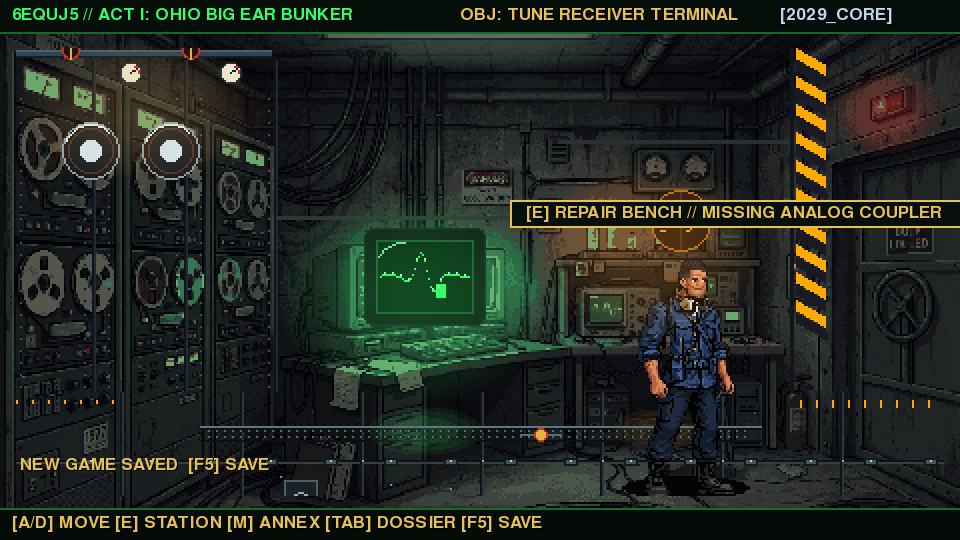 6EQUJ5 // ACT I: OHIO BIG EAR BUNKER
OBJ: TUNE RECEIVER TERMINAL
[2029_CORE]
[E] REPAIR BENCH // MISSING ANALOG COUPLER
NEW GAME SAVED [F5] SAVE
[A/D] MOVE [E] STATION [M] ANNEX [TAB] DOSSIER [F5] SAVE